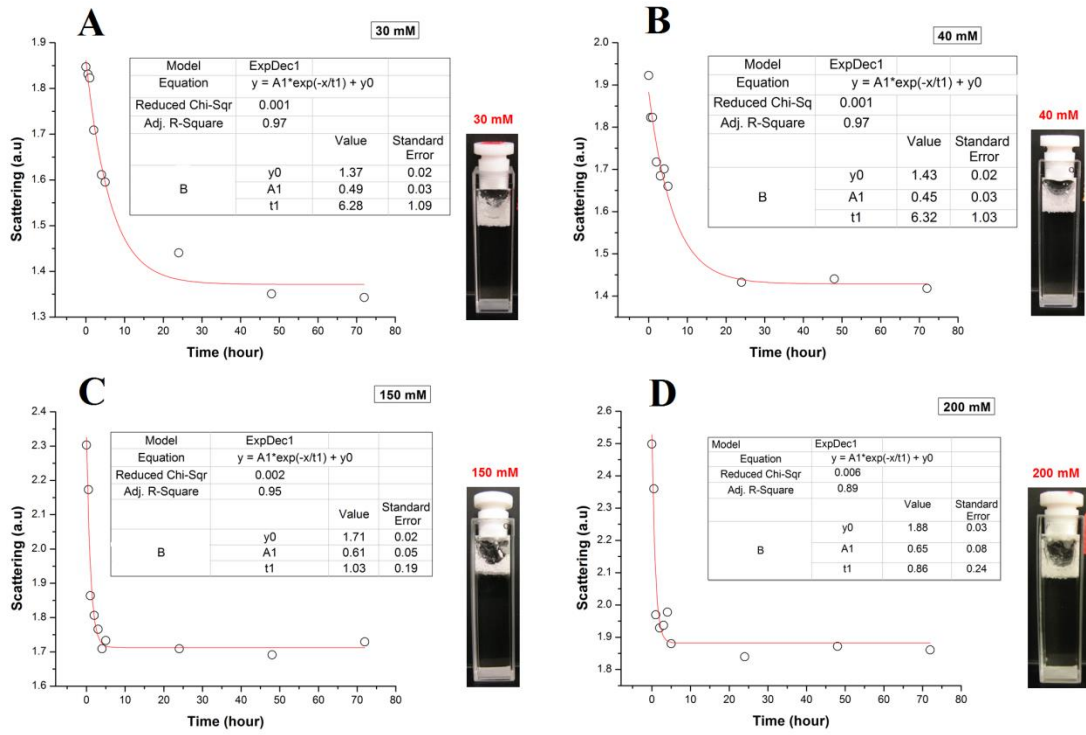 A
30 mM
1.9
1.8
1.7
1.6
1.5
1.4
1.3
Scattering (a.u)
Model ExpDec1
Equation y = A1*exp(-x/t1) + y0
Reduced Chi-Sqr 0.001
Adj. R-Square 0.97
Value Standard Error
B y0 1.37 0.02
A1 0.49 0.03
t1 6.28 1.09
-10 0 10 20 30 40 50 60 70 80
Time (hour)
30 mM
B
40 mM
2.0
1.9
1.8
1.7
1.6
1.5
1.4
Scattering (a.u)
Model ExpDec1
Equation y = A1*exp(-x/t1) + y0
Reduced Chi-Sq 0.001
Adj. R-Square 0.97
Value Standard Error
B y0 1.43 0.02
A1 0.45 0.03
t1 6.32 1.03
-10 0 10 20 30 40 50 60 70 80
Time (hour)
40 mM
C
150 mM
2.4
2.3
2.2
2.1
2.0
1.9
1.8
1.7
1.6
Scattering (a.u)
Model ExpDec1
Equation y = A1*exp(-x/t1) + y0
Reduced Chi-Sqr 0.002
Adj. R-Square 0.95
Value Standard Error
B y0 1.71 0.02
A1 0.61 0.05
t1 1.03 0.19
-10 0 10 20 30 40 50 60 70 80
Time (hour)
150 mM
D
200 mM
2.6
2.5
2.4
2.3
2.2
2.1
2.0
1.9
1.8
Scattering (a.u)
Model ExpDec1
Equation y = A1*exp(-x/t1) + y0
Reduced Chi-Sqr 0.006
Adj. R-Square 0.89
Value Standard Error
B y0 1.88 0.03
A1 0.65 0.08
t1 0.86 0.24
-10 0 10 20 30 40 50 60 70 80
Time (hour)
200 mM